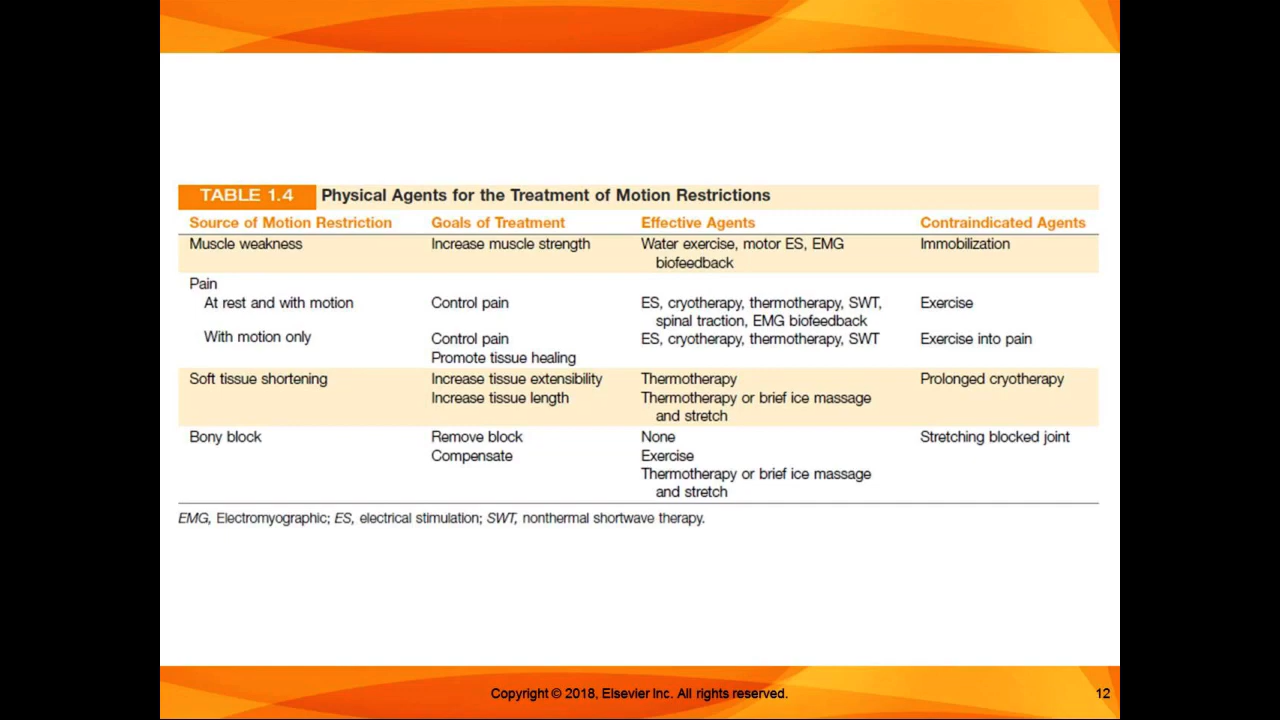 TABLE 1.4 Physical Agents for the Treatment of Motion Restrictions
Source of Motion Restriction Goals of Treatment Effective Agents Contraindicated Agents
Muscle weakness Increase muscle strength Water exercise, motor ES, EMG Immobilization
biofeedback
Pain
At rest and with motion Control pain ES, cryotherapy, thermotherapy, SWT, Exercise
spinal traction, EMG biofeedback
With motion only Control pain ES, cryotherapy, thermotherapy, SWT Exercise into pain
Promote tissue healing
Soft tissue shortening Increase tissue extensibility Thermotherapy Prolonged cryotherapy
Increase tissue length Thermotherapy or brief ice massage
and stretch
Bony block Remove block None Stretching blocked joint
Compensate Exercise
Thermotherapy or brief ice massage
and stretch
EMG, Electromyographic; ES, electrical stimulation; SWT, nonthermal shortwave therapy.
Copyright © 2018, Elsevier Inc. All rights reserved. 12